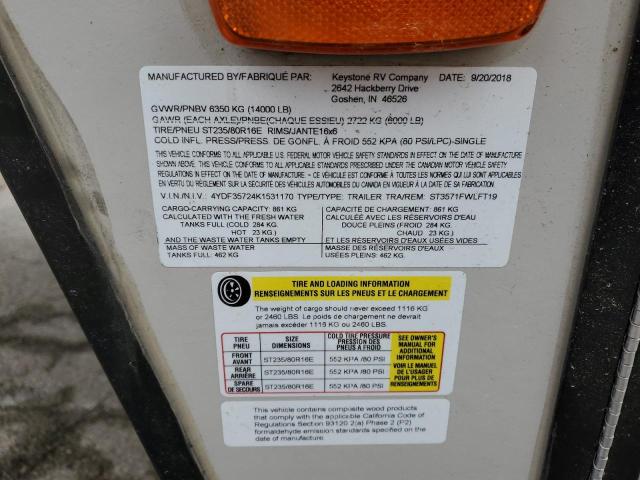 MANUFACTURED BY/FABRIQUÉ PAR: Keystone RV Company DATE: 9/20/2018
2642 Hackberry Drive
Goshen, IN 46526
GVWR/PNBV 6350 KG (14000 LB)
GAWR (EACH AXLE)/PNBE(CHAQUE ESSIEU) 2722 KG (6000 LB)
TIRE/PNEU ST235/80R16E RIMS/JANTE16x6
COLD INFL. PRESS/PRESS. DE GONFL. À FROID 552 KPA (80 PSI/LPC)-SINGLE
THIS VEHICLE CONFORMS TO ALL APPLICABLE U.S. FEDERAL MOTOR VEHICLE SAFETY STANDARDS IN EFFECT ON THE DATE OF MANUFACTURE
SHOWN ABOVE. THIS VEHICLE CONFORMS TO ALL APPLICABLE STANDARDS PRESCRIBED UNDER THE CANADIAN MOTOR VEHICLE SAFETY
REGULATIONS IN EFFECT ON THE DATE OF MANUFACTURE. / CE VÉHICULE EST CONFORME À TOUTES LES NORMES QUI LUI SONT APPLICABLES
EN VERTU DU RÈGLEMENT SUR LA SÉCURITÉ DES VÉHICULES AUTOMOBILES DU CANADA EN VIGUEUR À LA DATE DE SA FABRICATION
V.I.N./N.I.V.: 4YDF35724K1531170 TYPE/TYPE: TRAILER TRA/REM: ST3571FWLFT19
CARGO-CARRYING CAPACITY: 861 KG
CALCULATED WITH THE FRESH WATER
TANKS FULL (COLD 284 KG
HOT 23 KG)
AND THE WASTE WATER TANKS EMPTY
MASS OF WASTE WATER
TANKS FULL: 462 KG
CAPACITÉ DE CHARGEMENT: 861 KG
CALCULÉE AVEC LES RÉSERVOIRS
D'EAU DOUCE PLEINS (FROID 284 KG
CHAUD 23 KG)
ET LES RÉSERVOIRS D'EAUX USÉES VIDES
MASSE DES RÉSERVOIRS D'EAUX
USÉES PLEINS: 462 KG.
TIRE AND LOADING INFORMATION
RENSEIGNEMENTS SUR LES PNEUS ET LE CHARGEMENT
The weight of cargo should never exceed 1116 KG
or 2460 LBS. Le poids de chargement ne devrait
jamais excéder 1116 KG ou 2460 LBS.
TIRE
PNEU
SIZE
DIMENSIONS
COLD TIRE PRESSURE
PRESSION DES
PNEUS A FROID
FRONT
AVANT
ST235/80R16E 552 KPA /80 PSI
REAR
ARRIÈRE
ST235/80R16E 552 KPA /80 PSI
SPARE
DE SECOURS
ST235/80R16E 552 KPA /80 PSI
SEE OWNER'S
MANUAL FOR
ADDITIONAL
INFORMATION
VOIR LE MANUEL
DE L'USAGER
POUR PLUS DE
RENSEIGNEMENTS
This vehicle contains composite wood products
that comply with the applicable California Code of
Regulations Section 93120.2(a) Phase 2 (P2)
formaldehyde emission standards specified on the
date of manufacture.